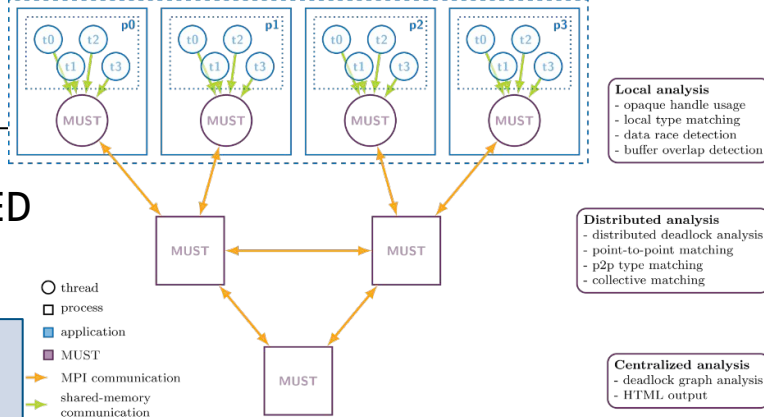 p0
p1
p2
p3
t0
t2
t0
t2
t0
t2
t0
t2
t1
t3
t1
t3
t1
t3
t1
t3
MUST
MUST
MUST
MUST
Local analysis
- opaque handle usage
- local type matching
- data race detection
- buffer overlap detection
ED
MUST
MUST
Distributed analysis
- distributed deadlock analysis
- point-to-point matching
- p2p type matching
- collective matching
thread
process
application
MUST
MPI communication
shared-memory
communication
MUST
Centralized analysis
- deadlock graph analysis
- HTML output